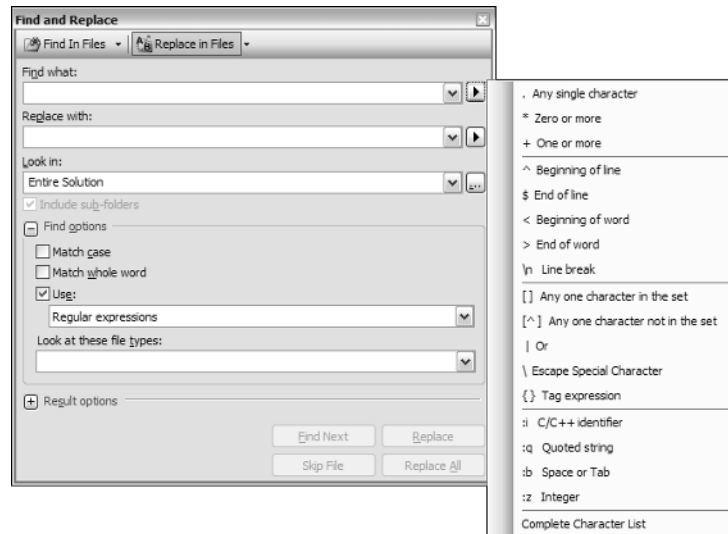 Find and Replace
Find In Files
Replace in Files
Find what:
Replace with:
Look in:
Entire Solution
...
Include sub-folders
Find options
Match case
Match whole word
Use:
Regular expressions
Look at these file types:
Result options
Find Next
Replace
Skip File
Replace All
. Any single character
* Zero or more
+ One or more
^ Beginning of line
$ End of line
< Beginning of word
> End of word
\n Line break
[ ] Any one character in the set
[^ ] Any one character not in the set
| Or
\ Escape Special Character
{ } Tag expression
:i C/C++ identifier
:q Quoted string
:b Space or Tab
:z Integer
Complete Character List